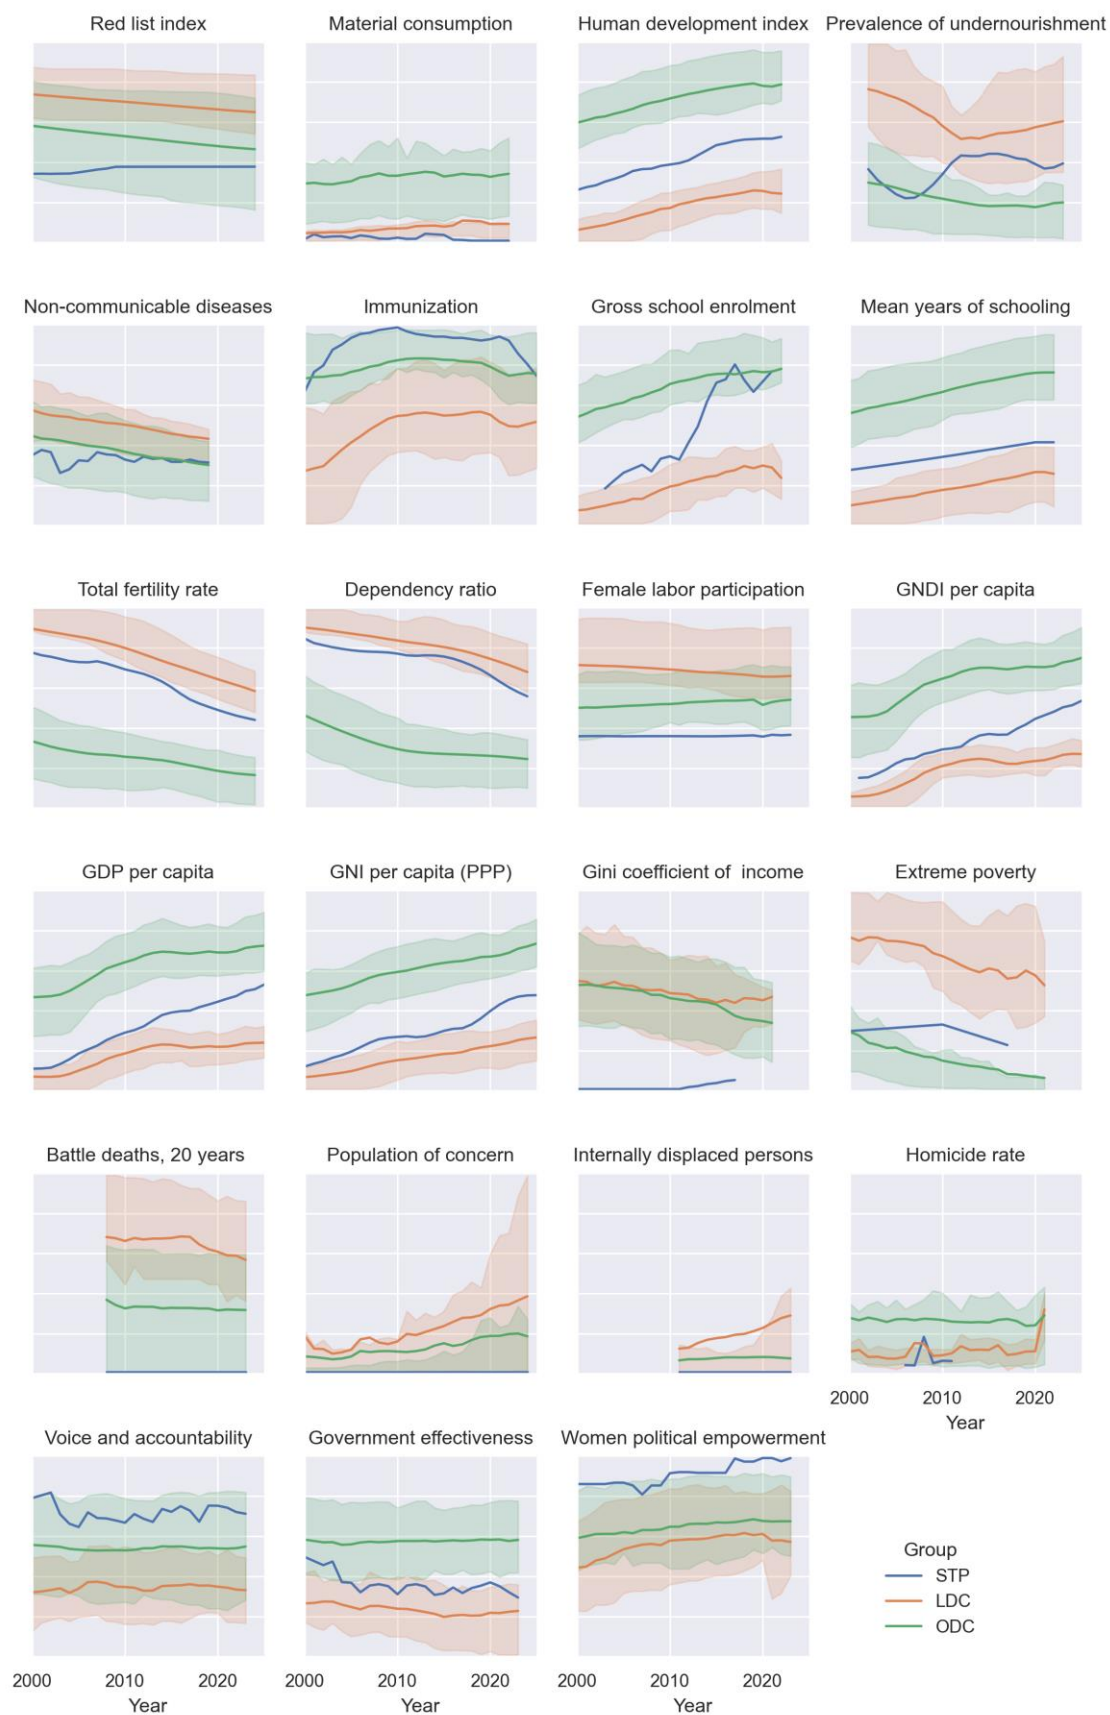 Red list index
Material consumption
Human development index
Prevalence of undernourishment
Non-communicable diseases
Immunization
Gross school enrolment
Mean years of schooling
Total fertility rate
Dependency ratio
Female labor participation
GNDI per capita
GDP per capita
GNI per capita (PPP)
Gini coefficient of  income
Extreme poverty
Battle deaths, 20 years
Population of concern
Internally displaced persons
Homicide rate
2000 2010 2020
Year
Voice and accountability
Government effectiveness
Women political empowerment
2000 2010 2020
Year
2000 2010 2020
Year
2000 2010 2020
Year
Group
STP
LDC
ODC